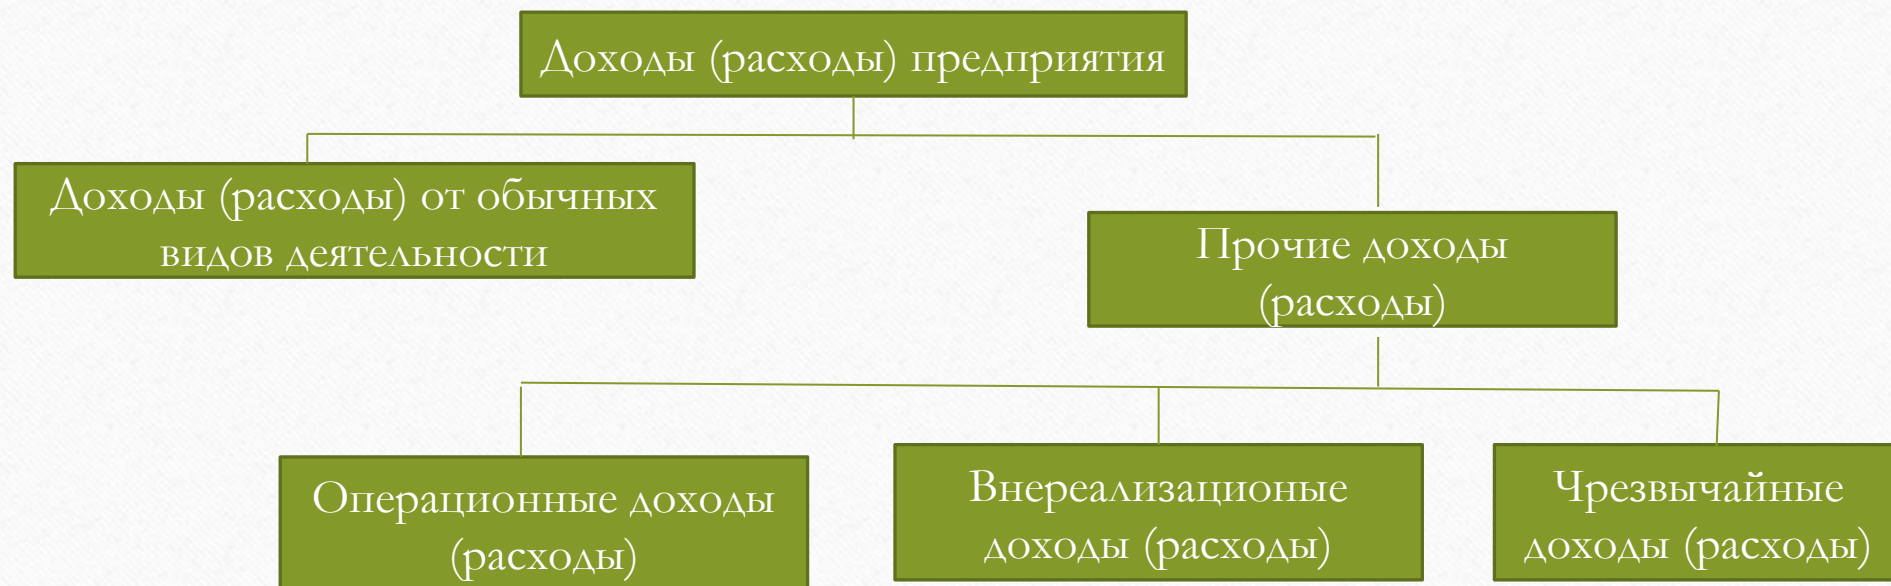 Доходы (расходы) предприятия
Доходы (расходы) от обычных
видов деятельности
Прочие доходы
(расходы)
Операционные доходы
(расходы)
Внереализационые
доходы (расходы)
Чрезвычайные
доходы (расходы)